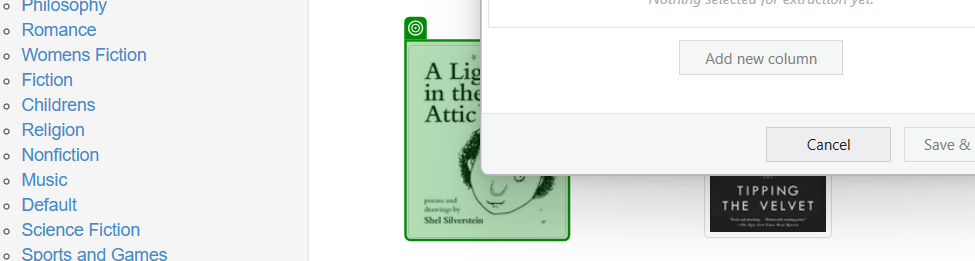 Philosophy
Romance
Womens Fiction
Fiction
Childrens
Religion
Nonfiction
Music
Default
Science Fiction
Sports and Games
A Lig
in the
Attic
poems and
drawings by
Shel Silverstein
Nothing selected for extraction yet.
Add new column
Cancel
Save &
TIPPING
THE VELVET